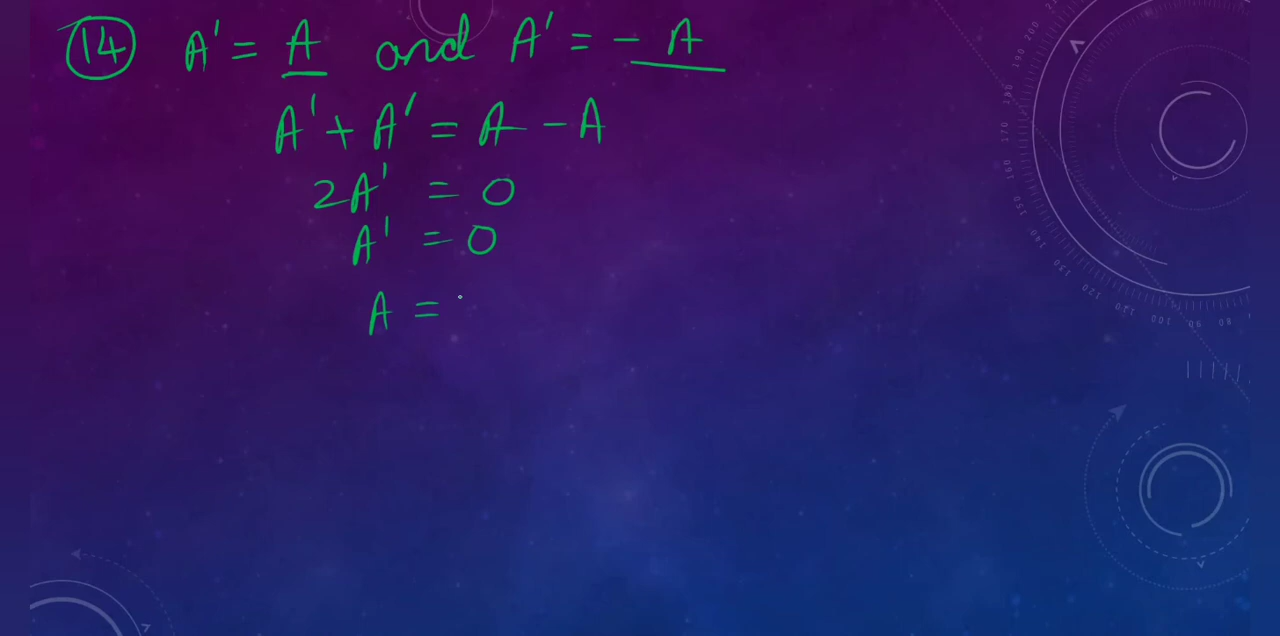 14 A' = A and A' = - A
A' + A' = A - A
2A' = 0
A' = 0
A =